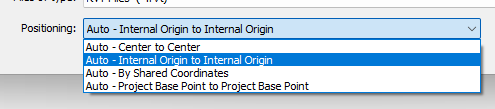 Positioning: Auto - Internal Origin to Internal Origin
Auto - Center to Center
Auto - Internal Origin to Internal Origin
Auto - By Shared Coordinates
Auto - Project Base Point to Project Base Point